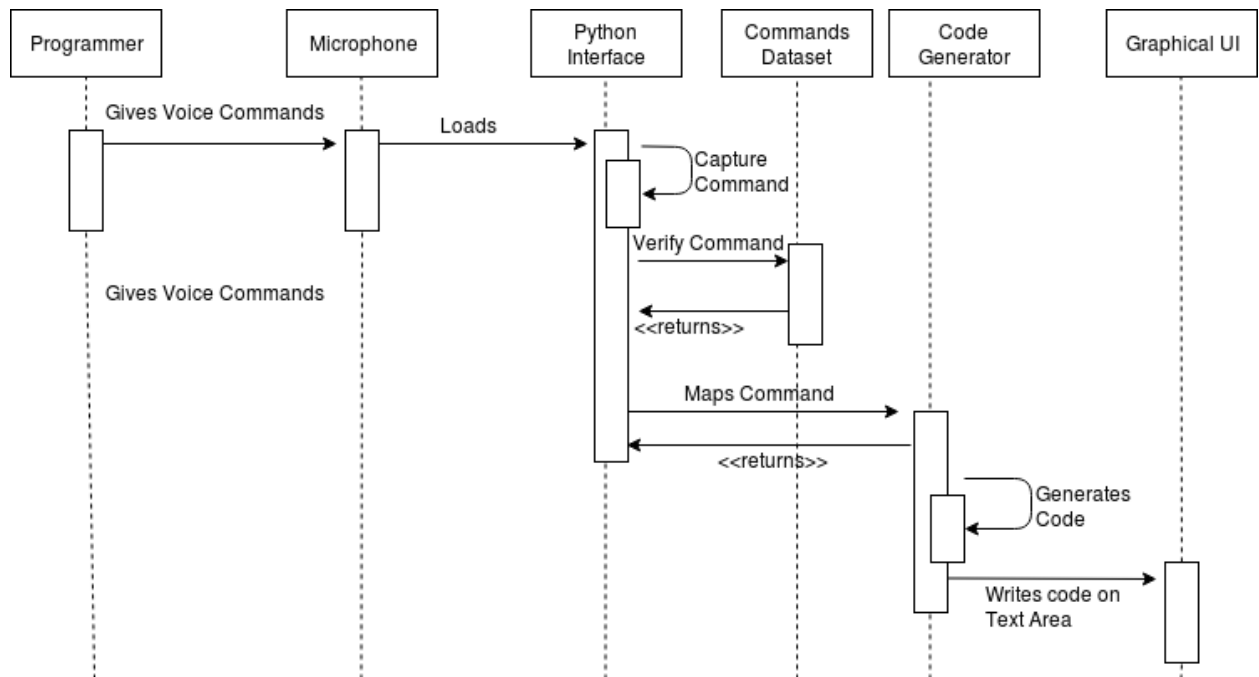 Programmer
Microphone
Python
Interface
Commands
Dataset
Code
Generator
Graphical UI
Gives Voice Commands
Loads
Capture
Command
Verify Command
Gives Voice Commands
<<returns>>
Maps Command
<<returns>>
Generates
Code
Writes code on
Text Area